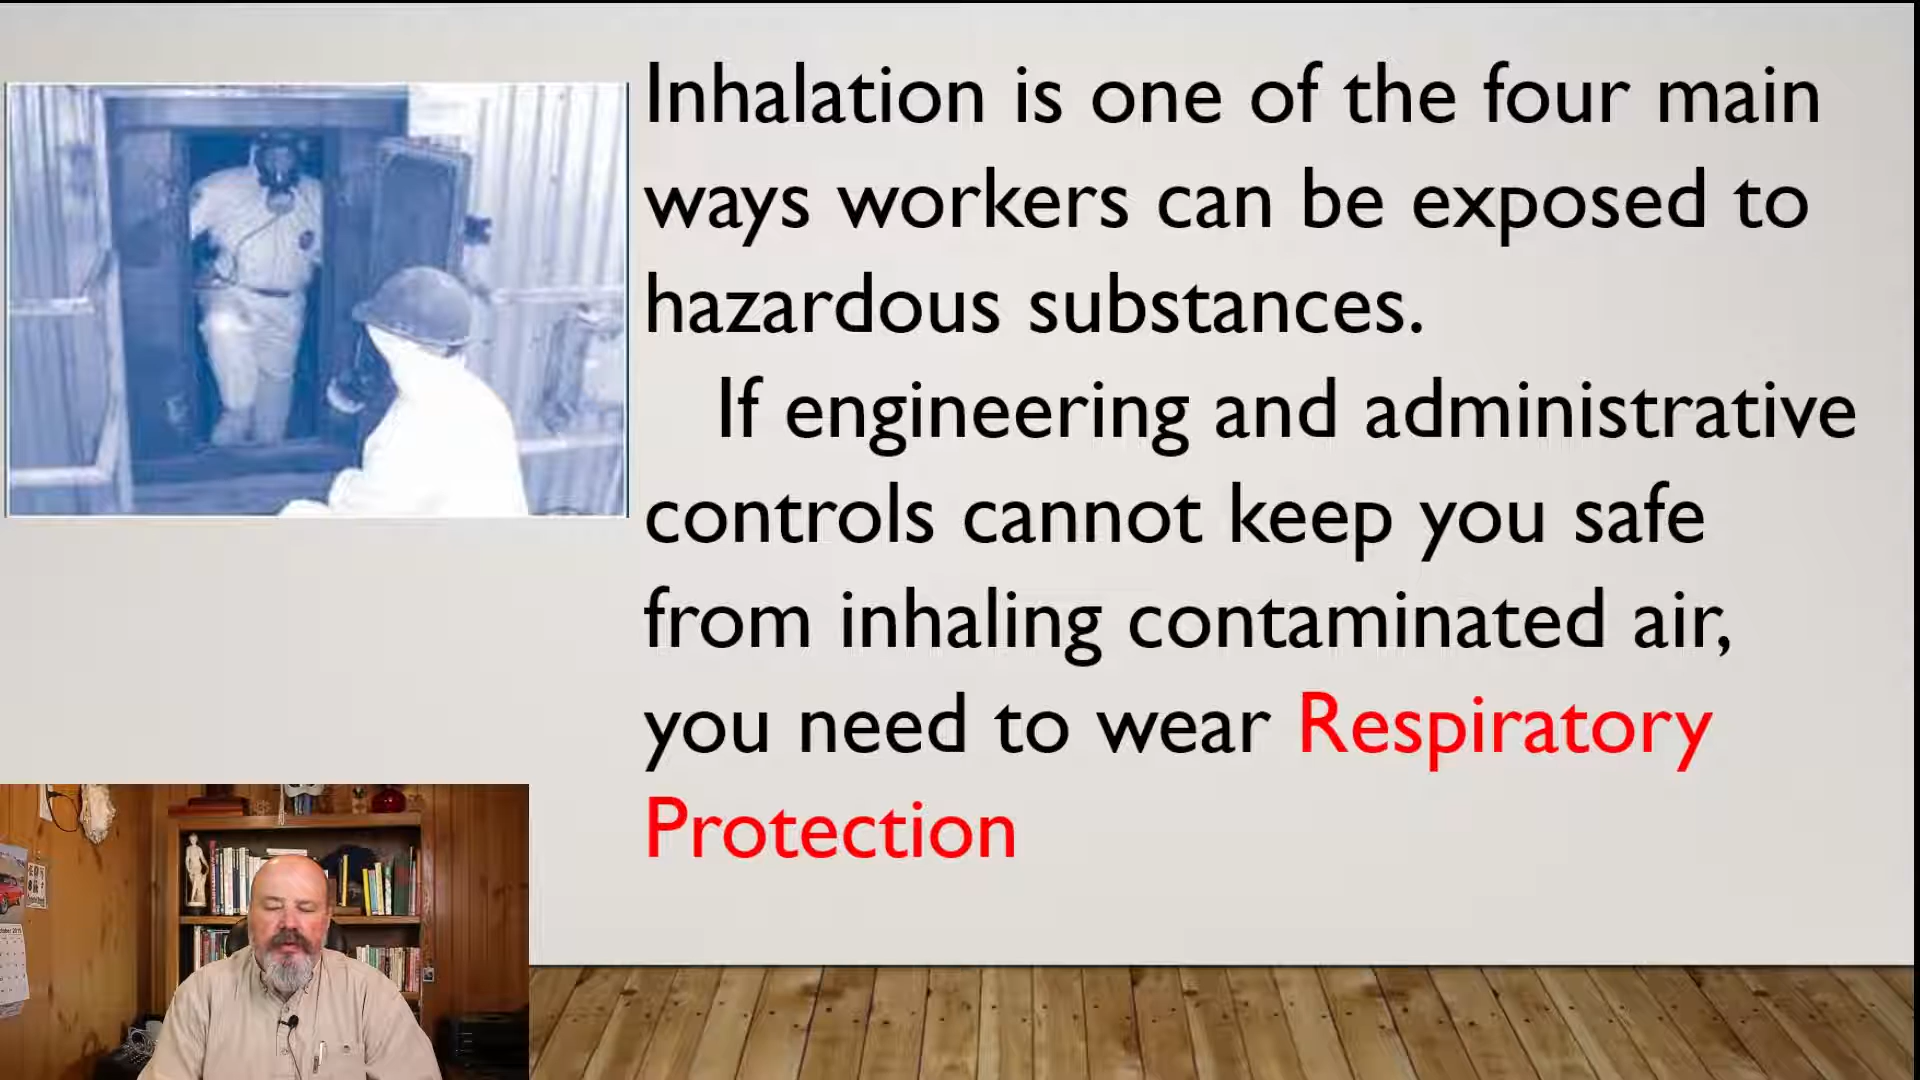 Inhalation is one of the four main
ways workers can be exposed to
hazardous substances.
If engineering and administrative
controls cannot keep you safe
from inhaling contaminated air,
you need to wear Respiratory
Protection